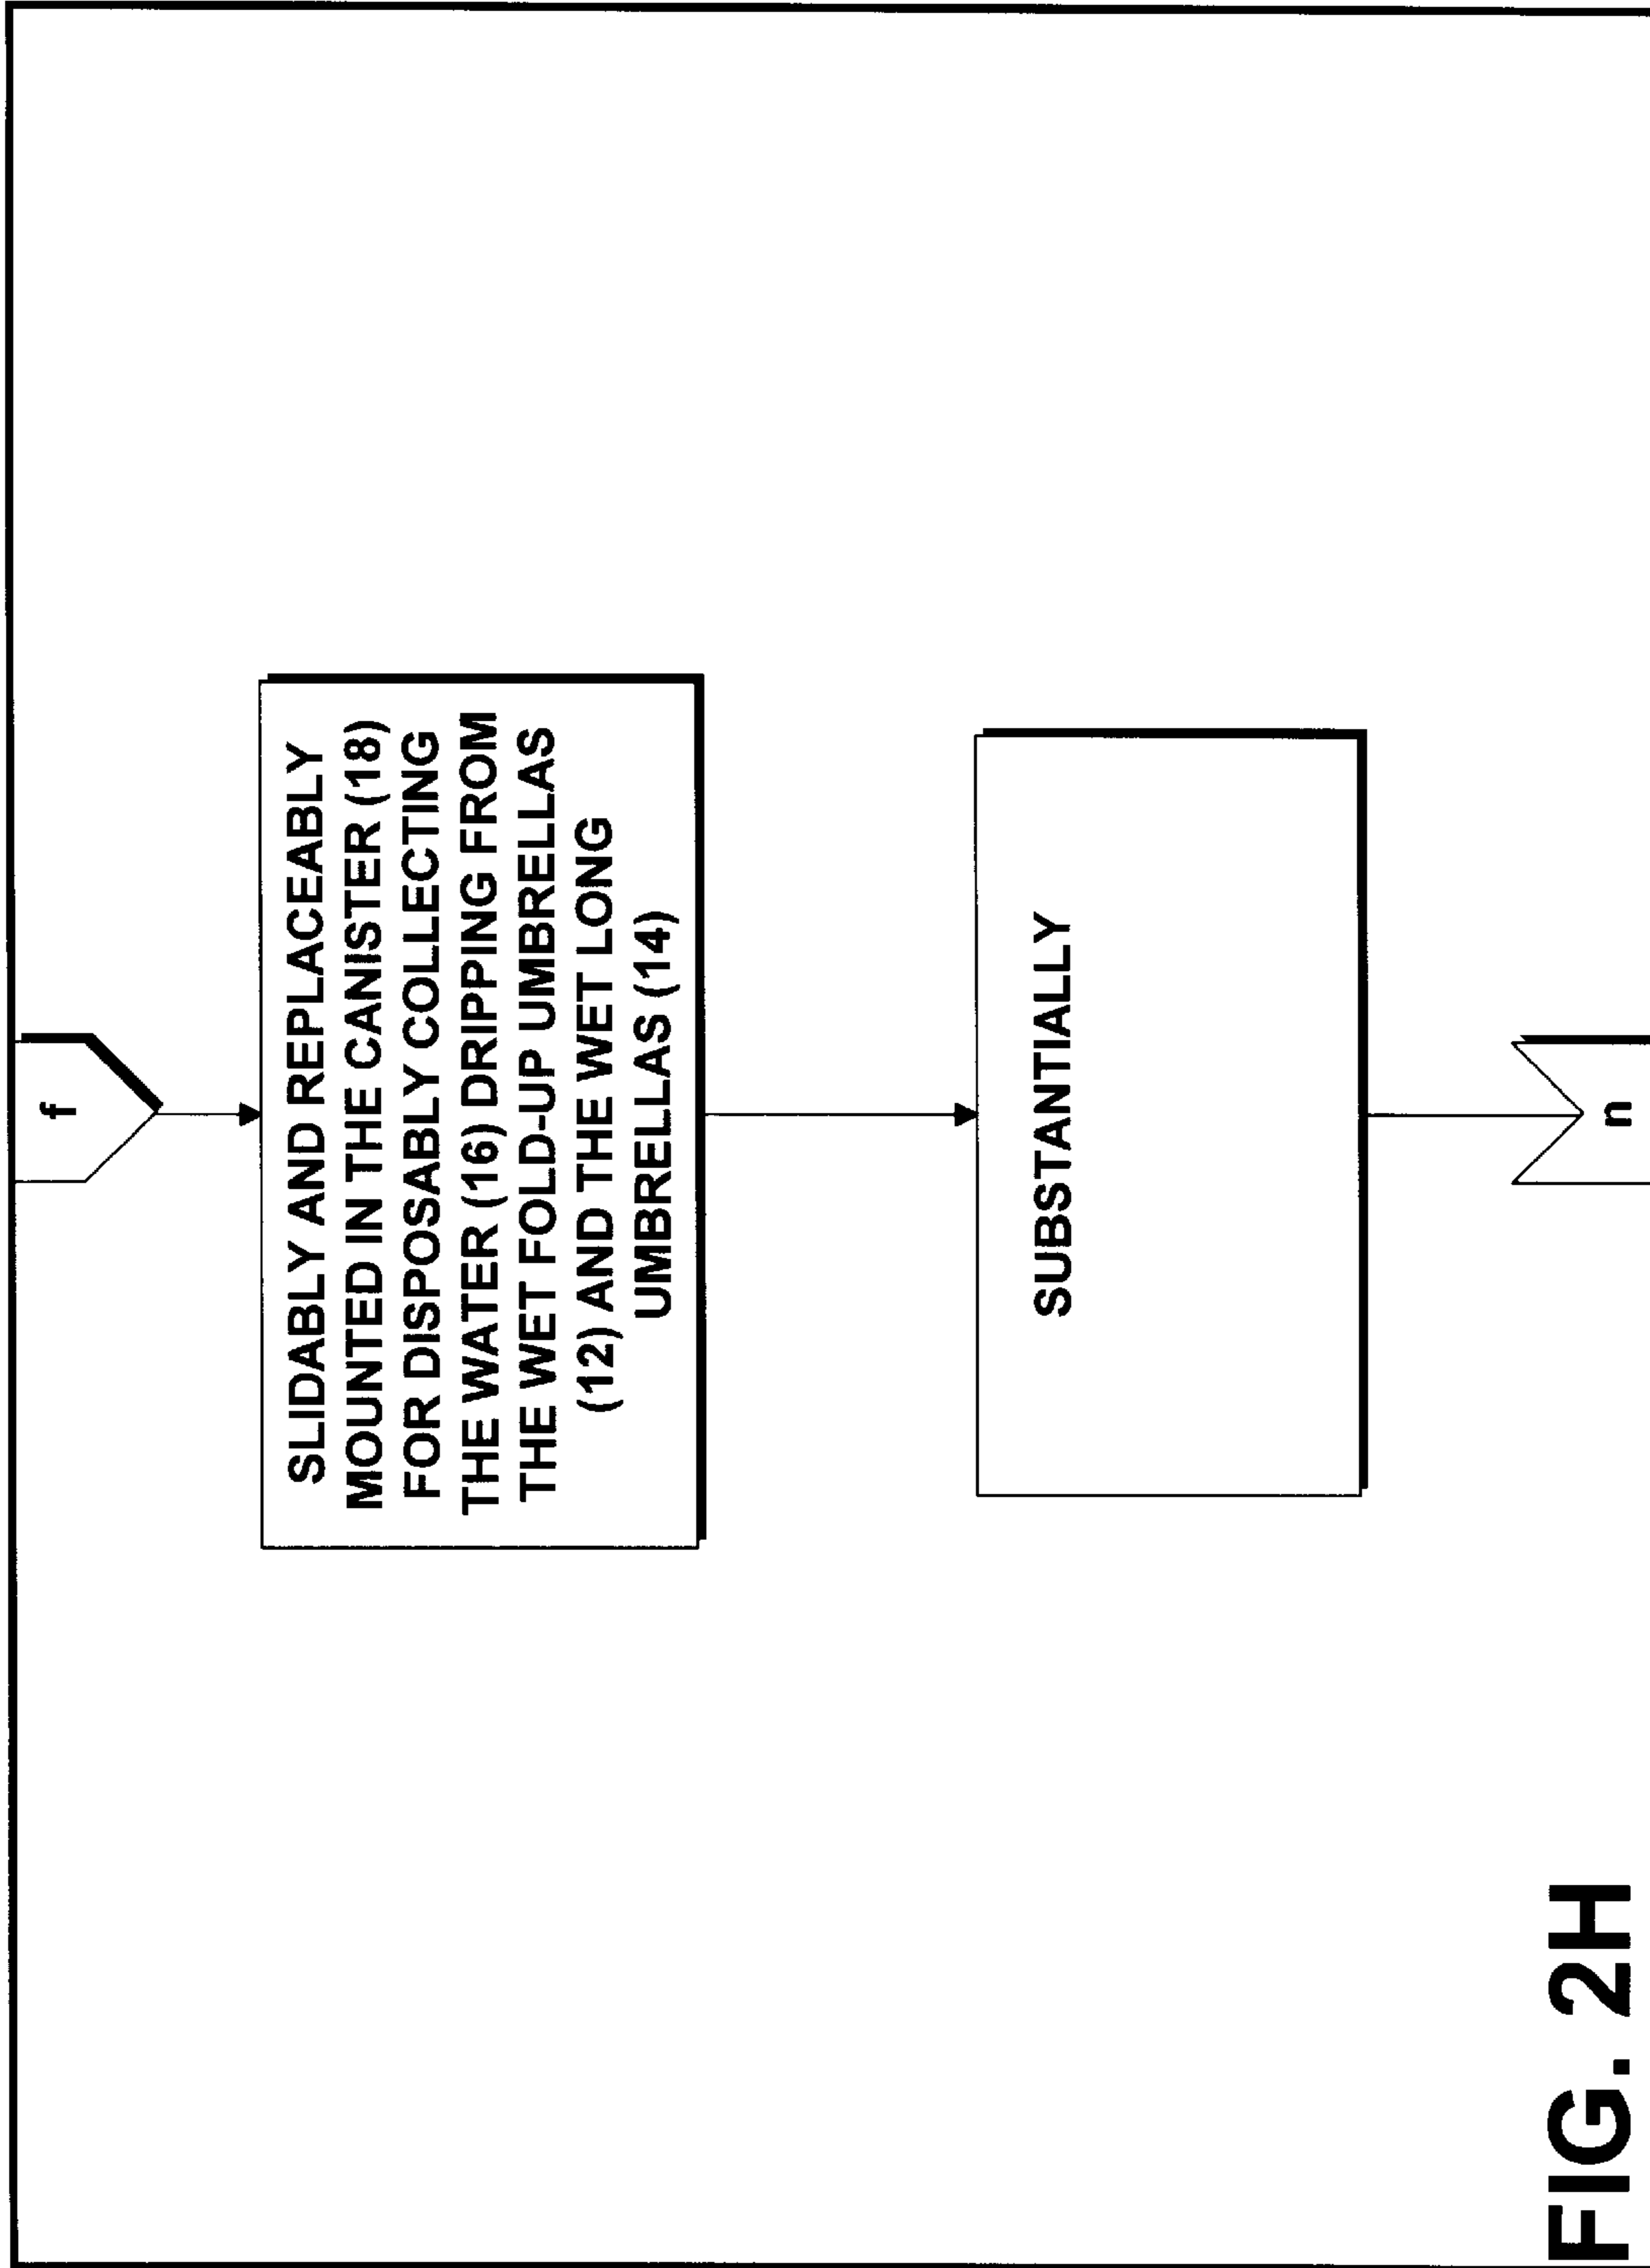 f
SLIDABLY AND REPLACEABLY
MOUNTED IN THE CANISTER (18)
FOR DISPOSABLY COLLECTING
THE WATER (16) DRIPPING FROM
THE WET FOLD-UP UMBRELLAS
(12) AND THE WET LONG
UMBRELLAS (14)
SUBSTANTIALLY
n
FIG. 2H